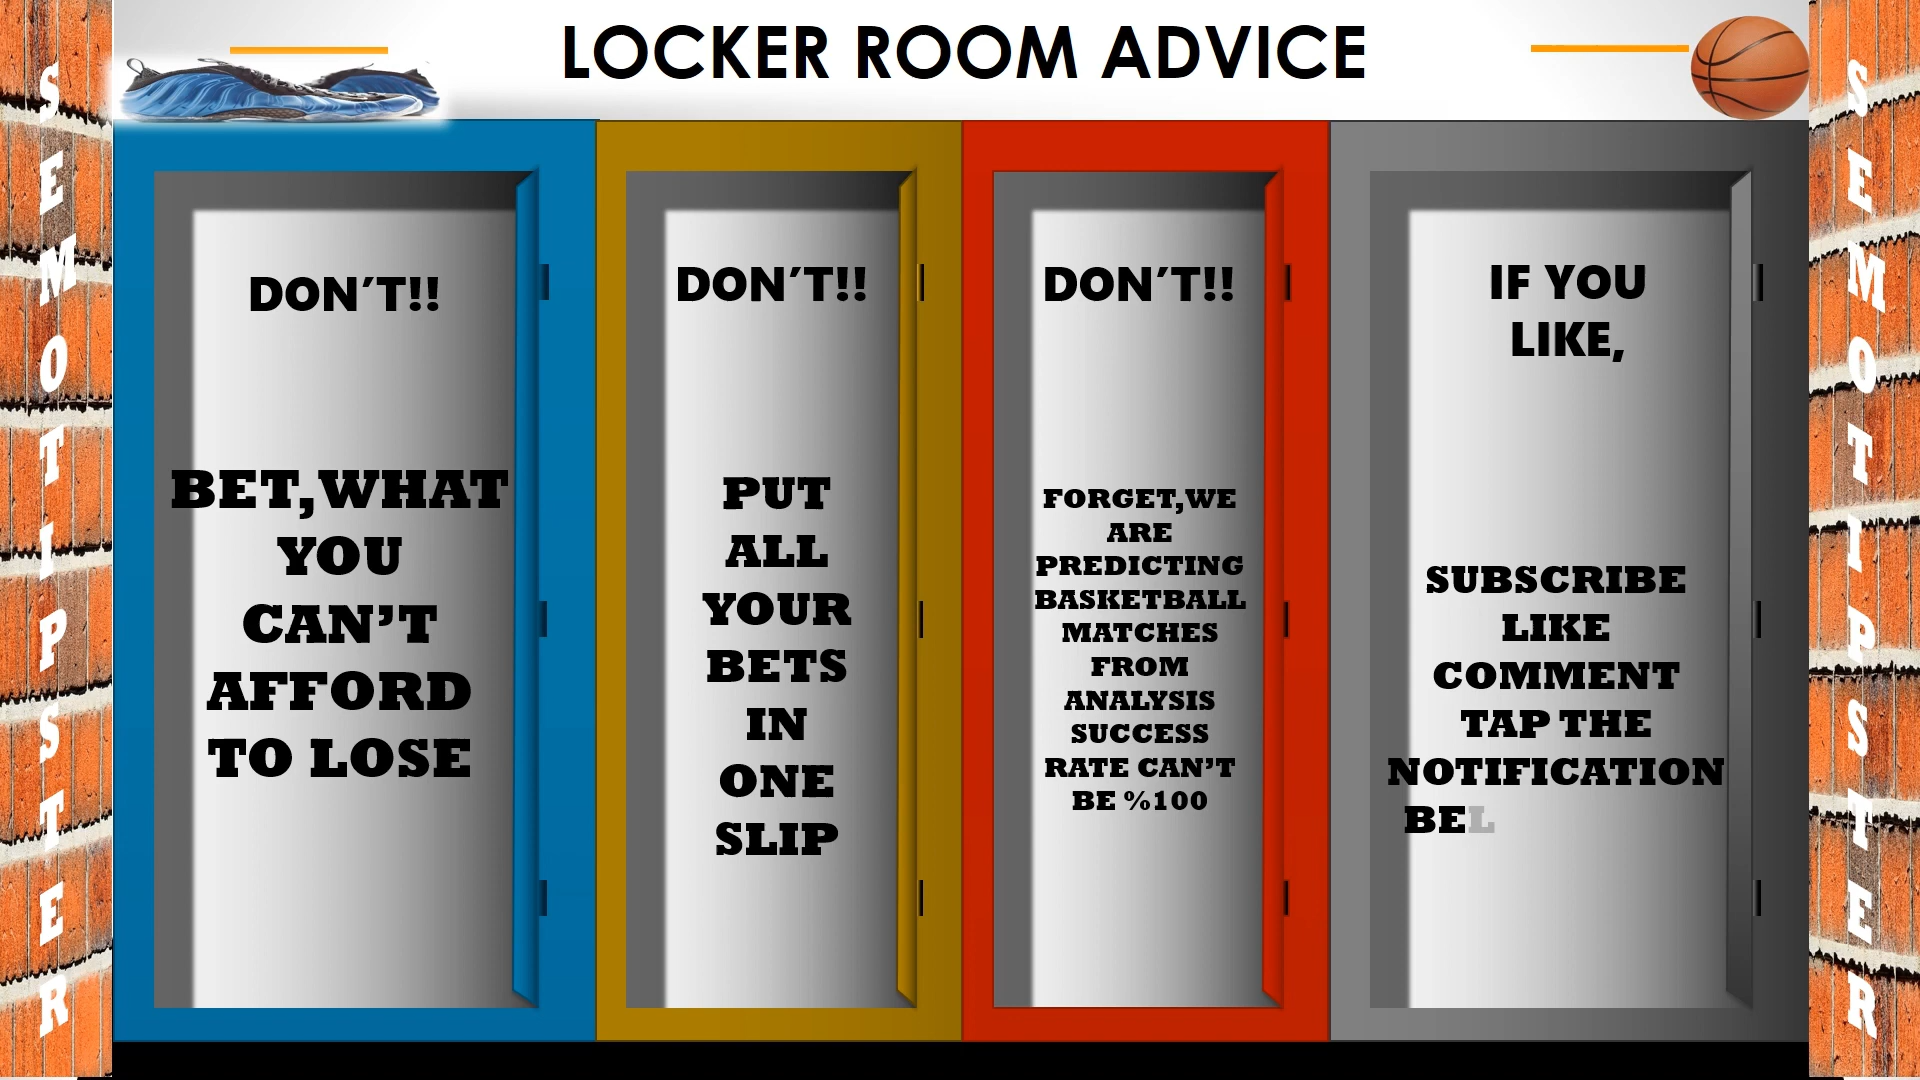 LOCKER ROOM ADVICE
SEMOTIPSTER
DON'T!!
BET,WHAT
YOU
CAN'T
AFFORD
TO LOSE
DON'T!!
PUT
ALL
YOUR
BETS
IN
ONE
SLIP
DON'T!!
FORGET,WE
ARE
PREDICTING
BASKETBALL
MATCHES
FROM
ANALYSIS
SUCCESS
RATE CAN'T
BE %100
IF YOU
LIKE,
SUBSCRIBE
LIKE
COMMENT
TAP THE
NOTIFICATION
BEL
SEMOTIPSTER